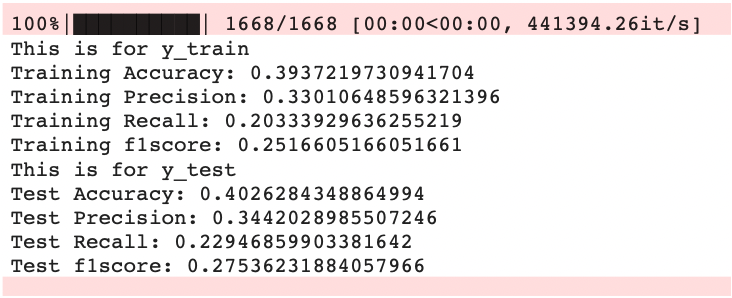 100%|██████████| 1668/1668 [00:00<00:00, 441394.26it/s]
This is for y_train
Training Accuracy: 0.3937219730941704
Training Precision: 0.33010648596321396
Training Recall: 0.20333929636255219
Training f1score: 0.2516605166051661
This is for y_test
Test Accuracy: 0.4026284348864994
Test Precision: 0.3442028985507246
Test Recall: 0.22946859903381642
Test f1score: 0.27536231884057966